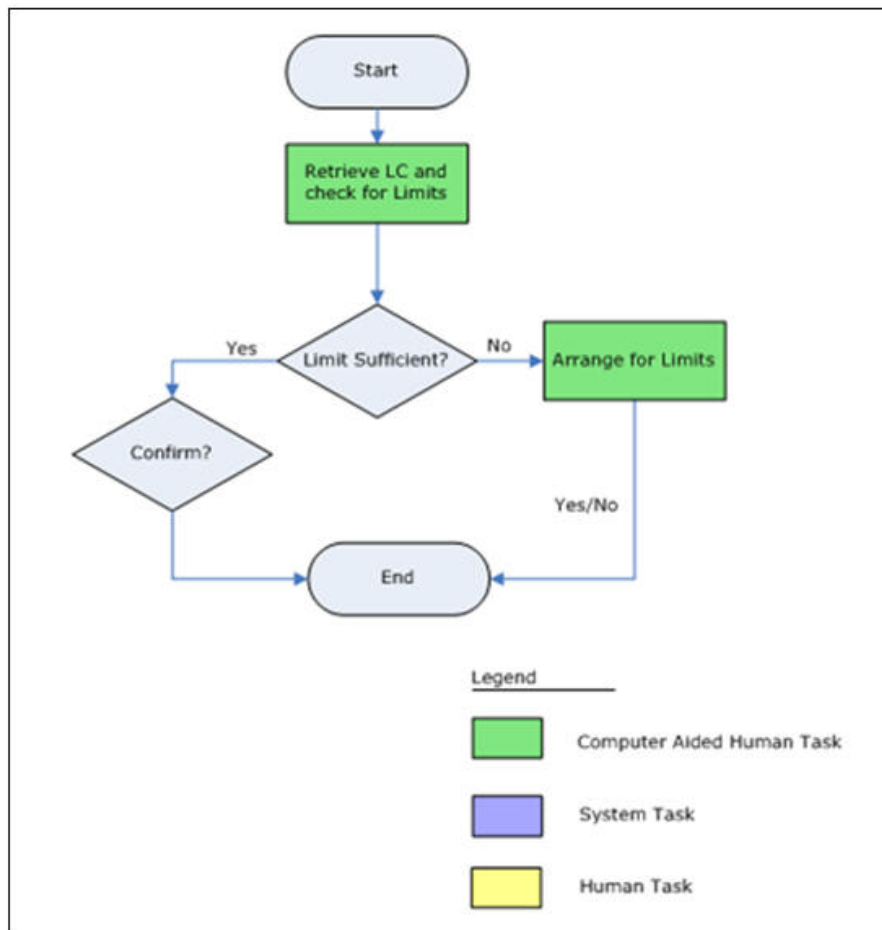 Start
Retrieve LC and
check for Limits
Limit Sufficient?
Yes
No
Arrange for Limits
Confirm?
Yes/No
End
Legend
Computer Aided Human Task
System Task
Human Task